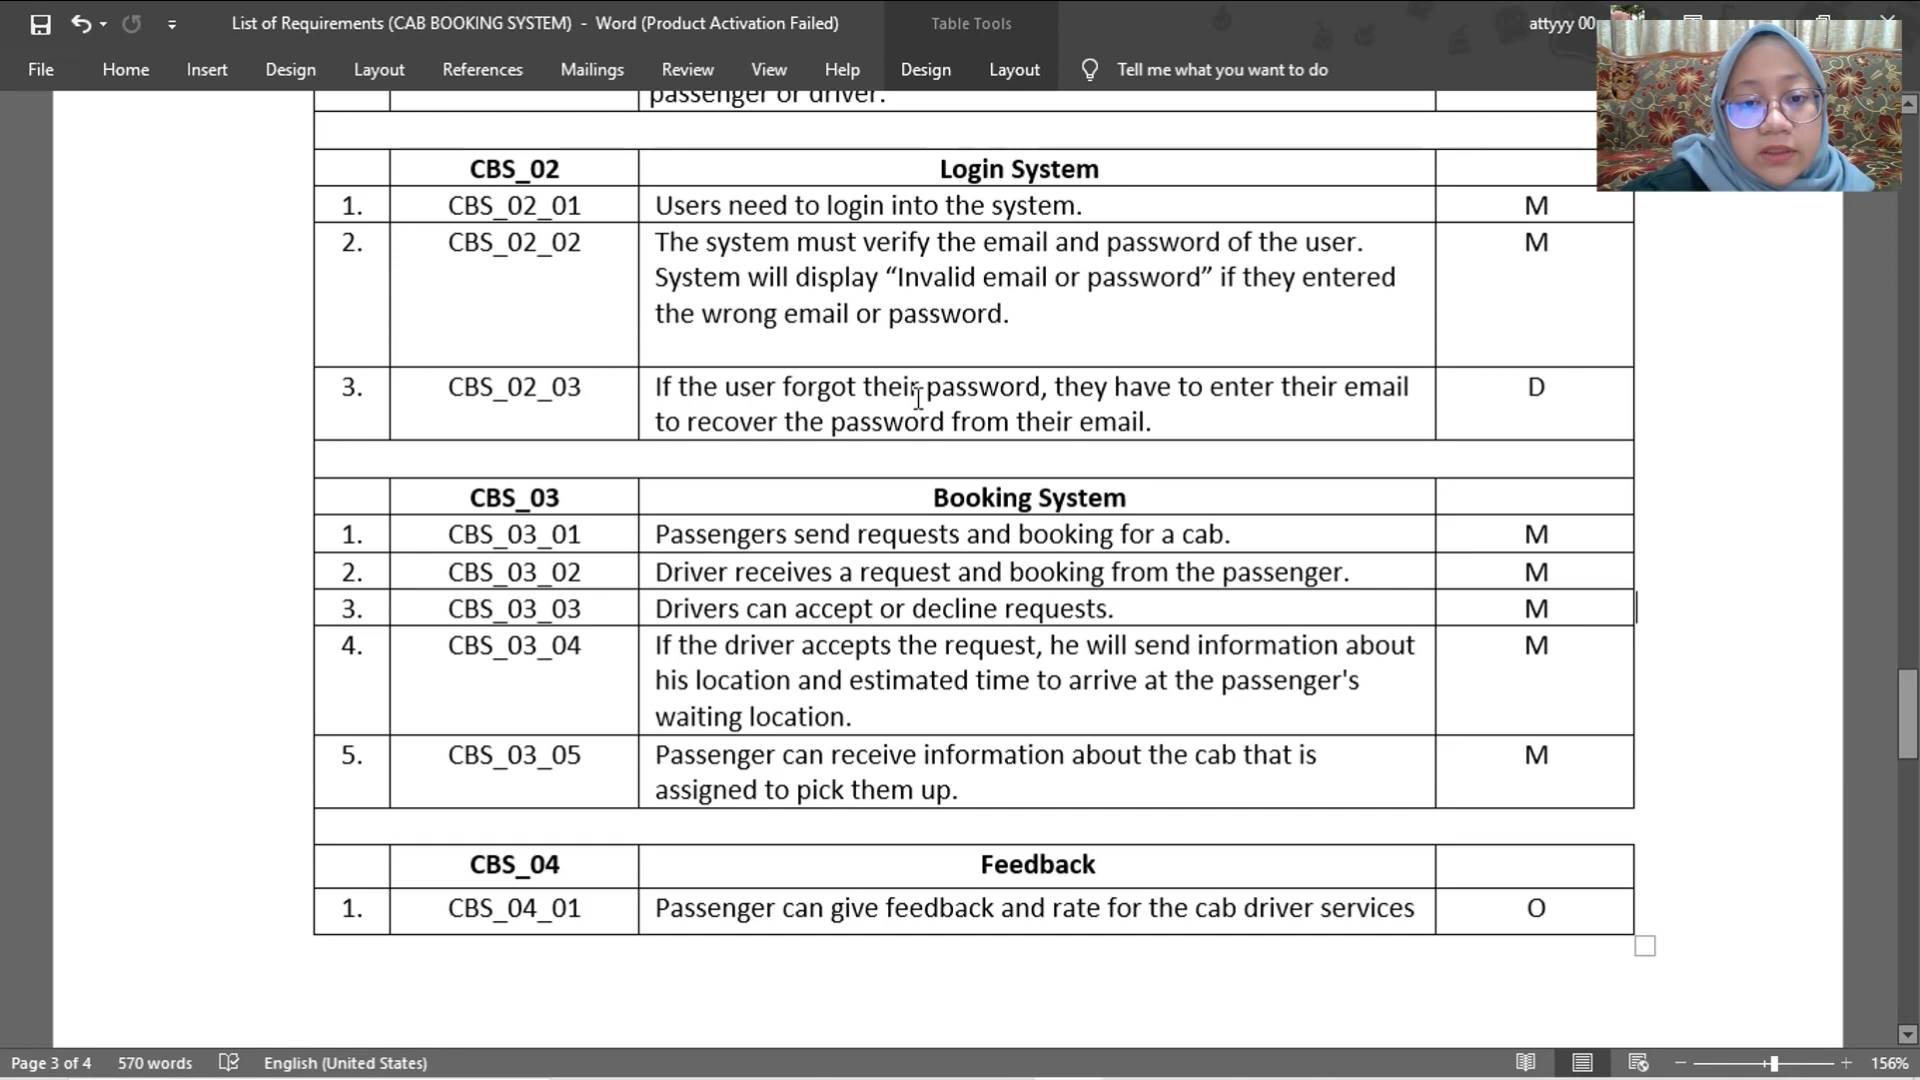 List of Requirements (CAB BOOKING SYSTEM) - Word (Product Activation Failed)
Table Tools
attyyy 00
File Home Insert Design Layout References Mailings Review View Help Design Layout Tell me what you want to do
passenger or driver.
CBS_02 Login System
1. CBS_02_01 Users need to login into the system. M
2. CBS_02_02 The system must verify the email and password of the user. M
System will display “Invalid email or password” if they entered
the wrong email or password.
3. CBS_02_03 If the user forgot their password, they have to enter their email D
to recover the password from their email.
CBS_03 Booking System
1. CBS_03_01 Passengers send requests and booking for a cab. M
2. CBS_03_02 Driver receives a request and booking from the passenger. M
3. CBS_03_03 Drivers can accept or decline requests. M
4. CBS_03_04 If the driver accepts the request, he will send information about M
his location and estimated time to arrive at the passenger's
waiting location.
5. CBS_03_05 Passenger can receive information about the cab that is M
assigned to pick them up.
CBS_04 Feedback
1. CBS_04_01 Passenger can give feedback and rate for the cab driver services O
Page 3 of 4 570 words English (United States) 156%